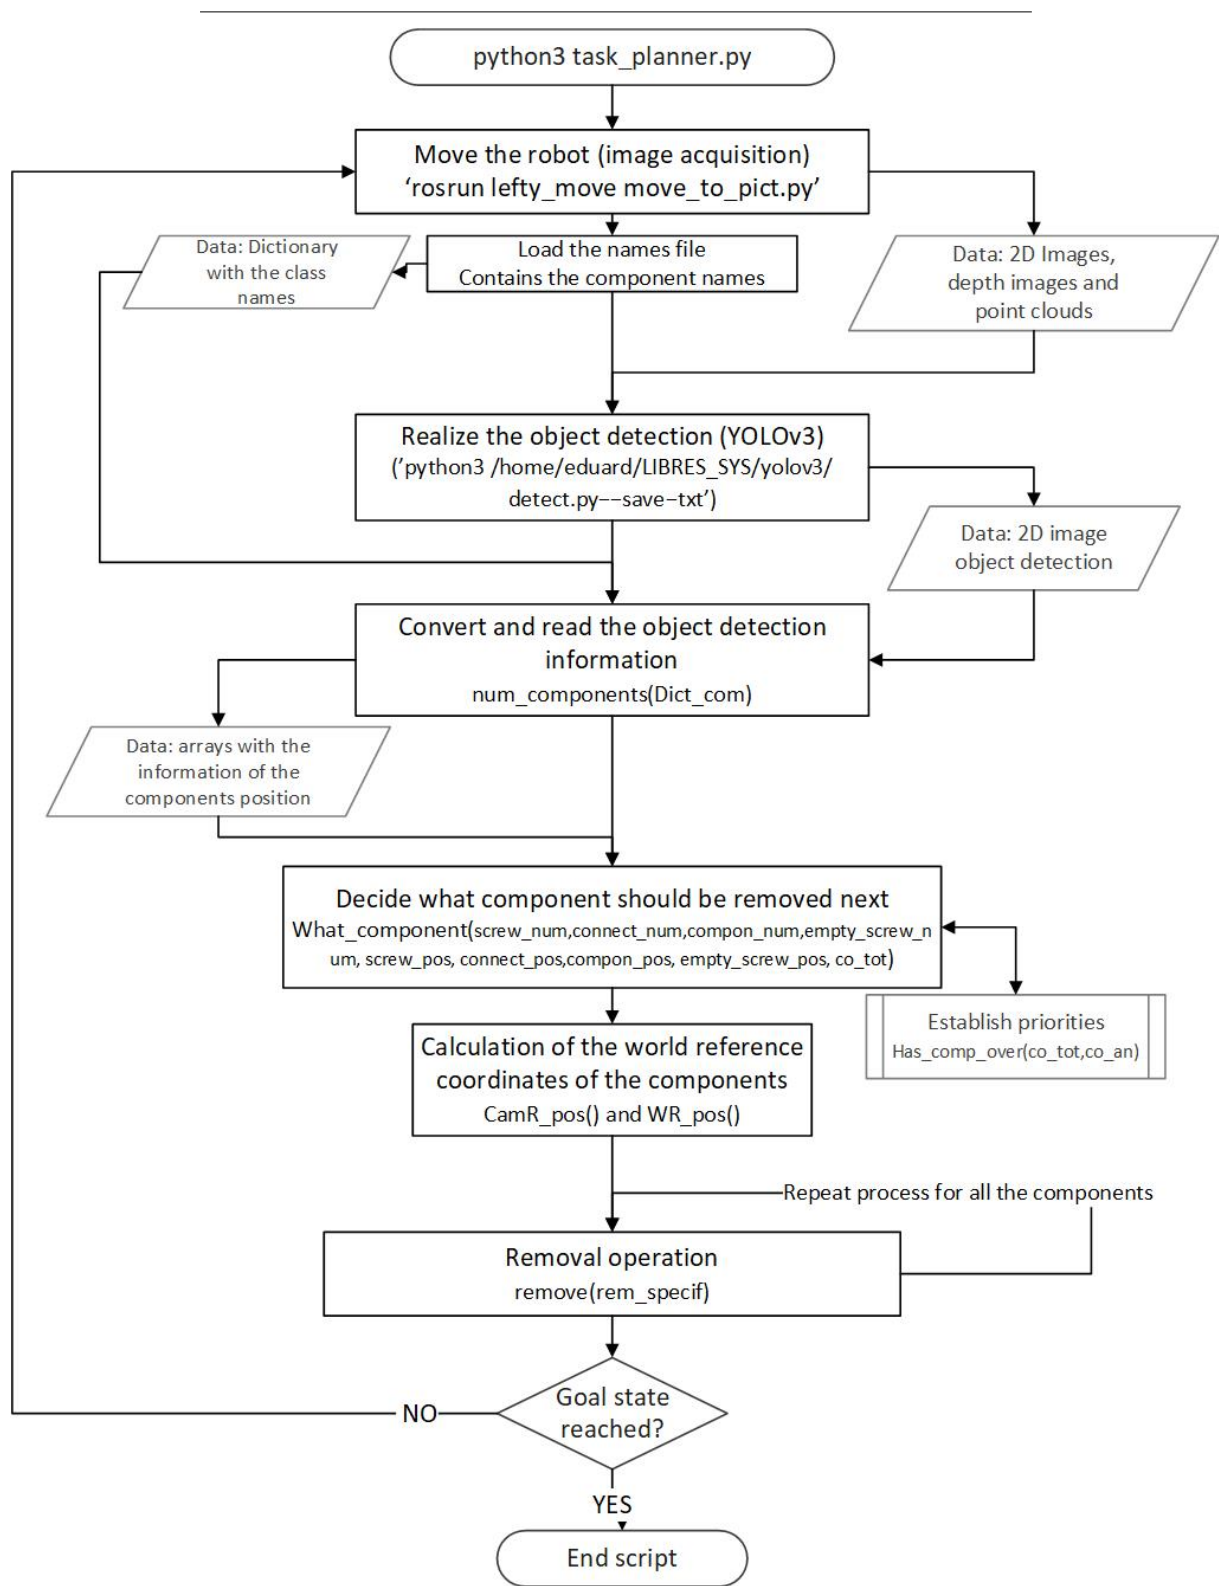 python3 task_planner.py
Move the robot (image acquisition)
‘rosrun lefty_move move_to_pict.py’
Data: Dictionary
with the class
names
Load the names file
Contains the component names
Data: 2D Images,
depth images and
point clouds
Realize the object detection (YOLOv3)
(’python3 /home/eduard/LIBRES_SYS/yolov3/
detect.py−−save−txt’)
Data: 2D image
object detection
Convert and read the object detection
information
num_components(Dict_com)
Data: arrays with the
information of the
components position
Decide what component should be removed next
What_component(screw_num,connect_num,compon_num,empty_screw_n
um, screw_pos, connect_pos,compon_pos, empty_screw_pos, co_tot)
Establish priorities
Has_comp_over(co_tot,co_an)
Calculation of the world reference
coordinates of the components
CamR_pos() and WR_pos()
Repeat process for all the components
Removal operation
remove(rem_specif)
Goal state
reached?
NO
YES
End script